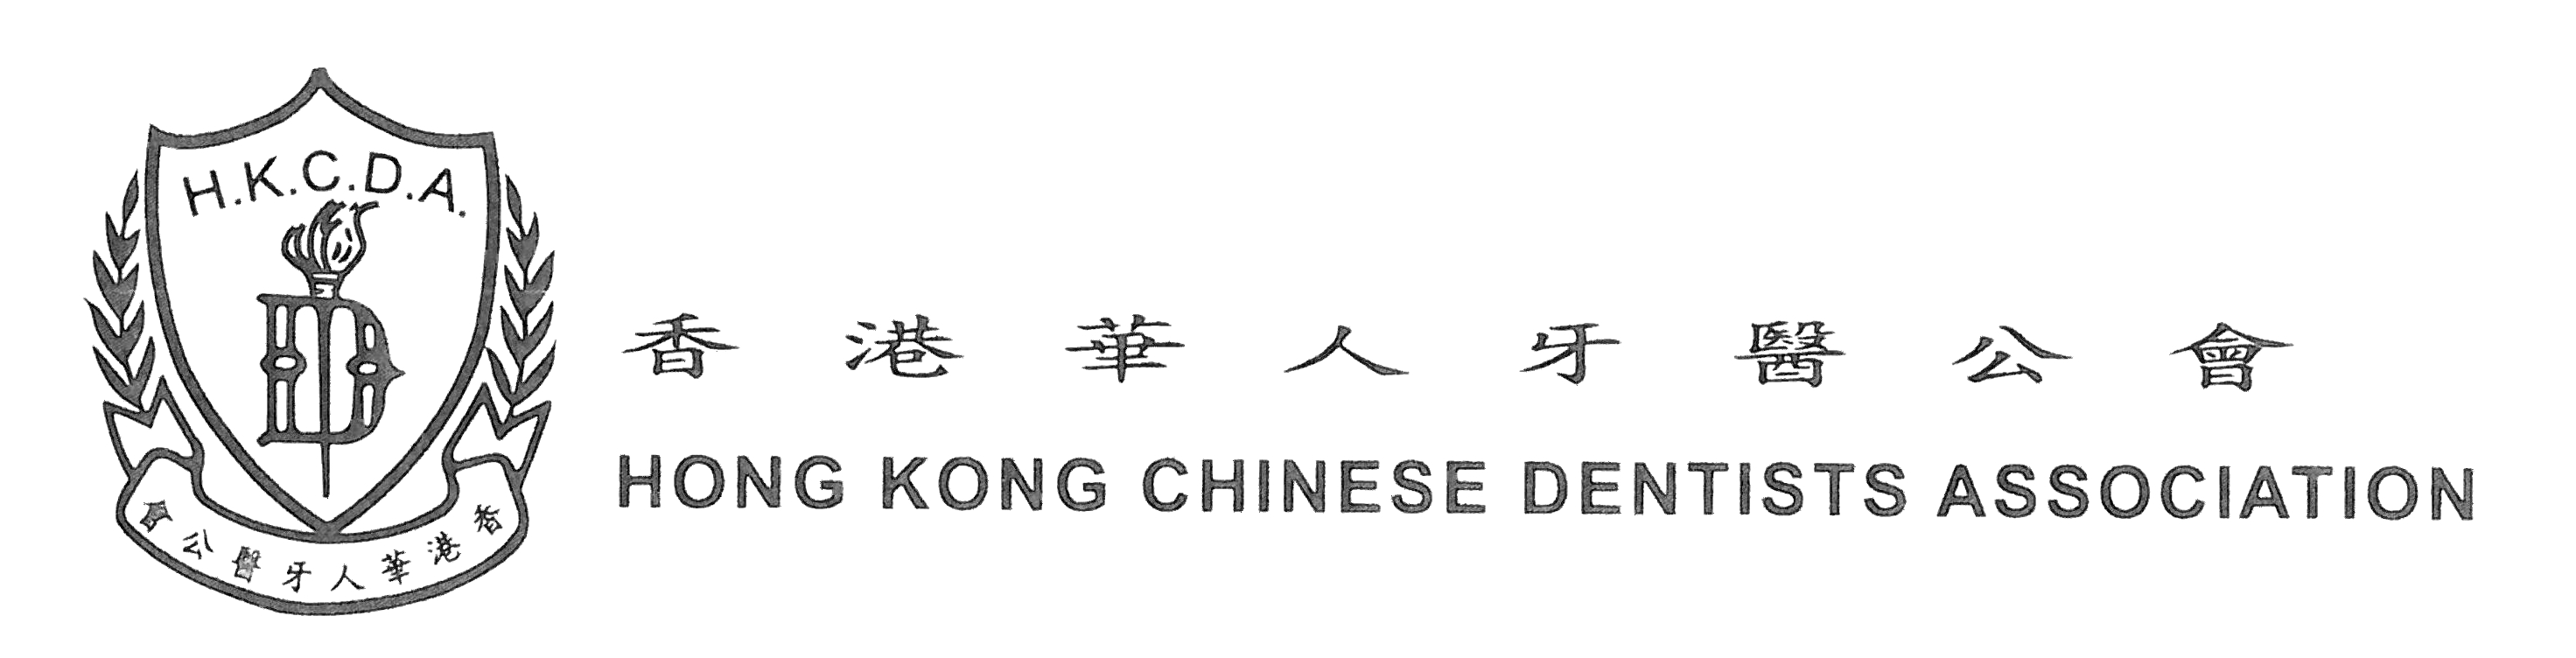 H.K.C.D.A.
D
會公醫牙人華港香
香港華人牙醫公會
HONG KONG CHINESE DENTISTS ASSOCIATION